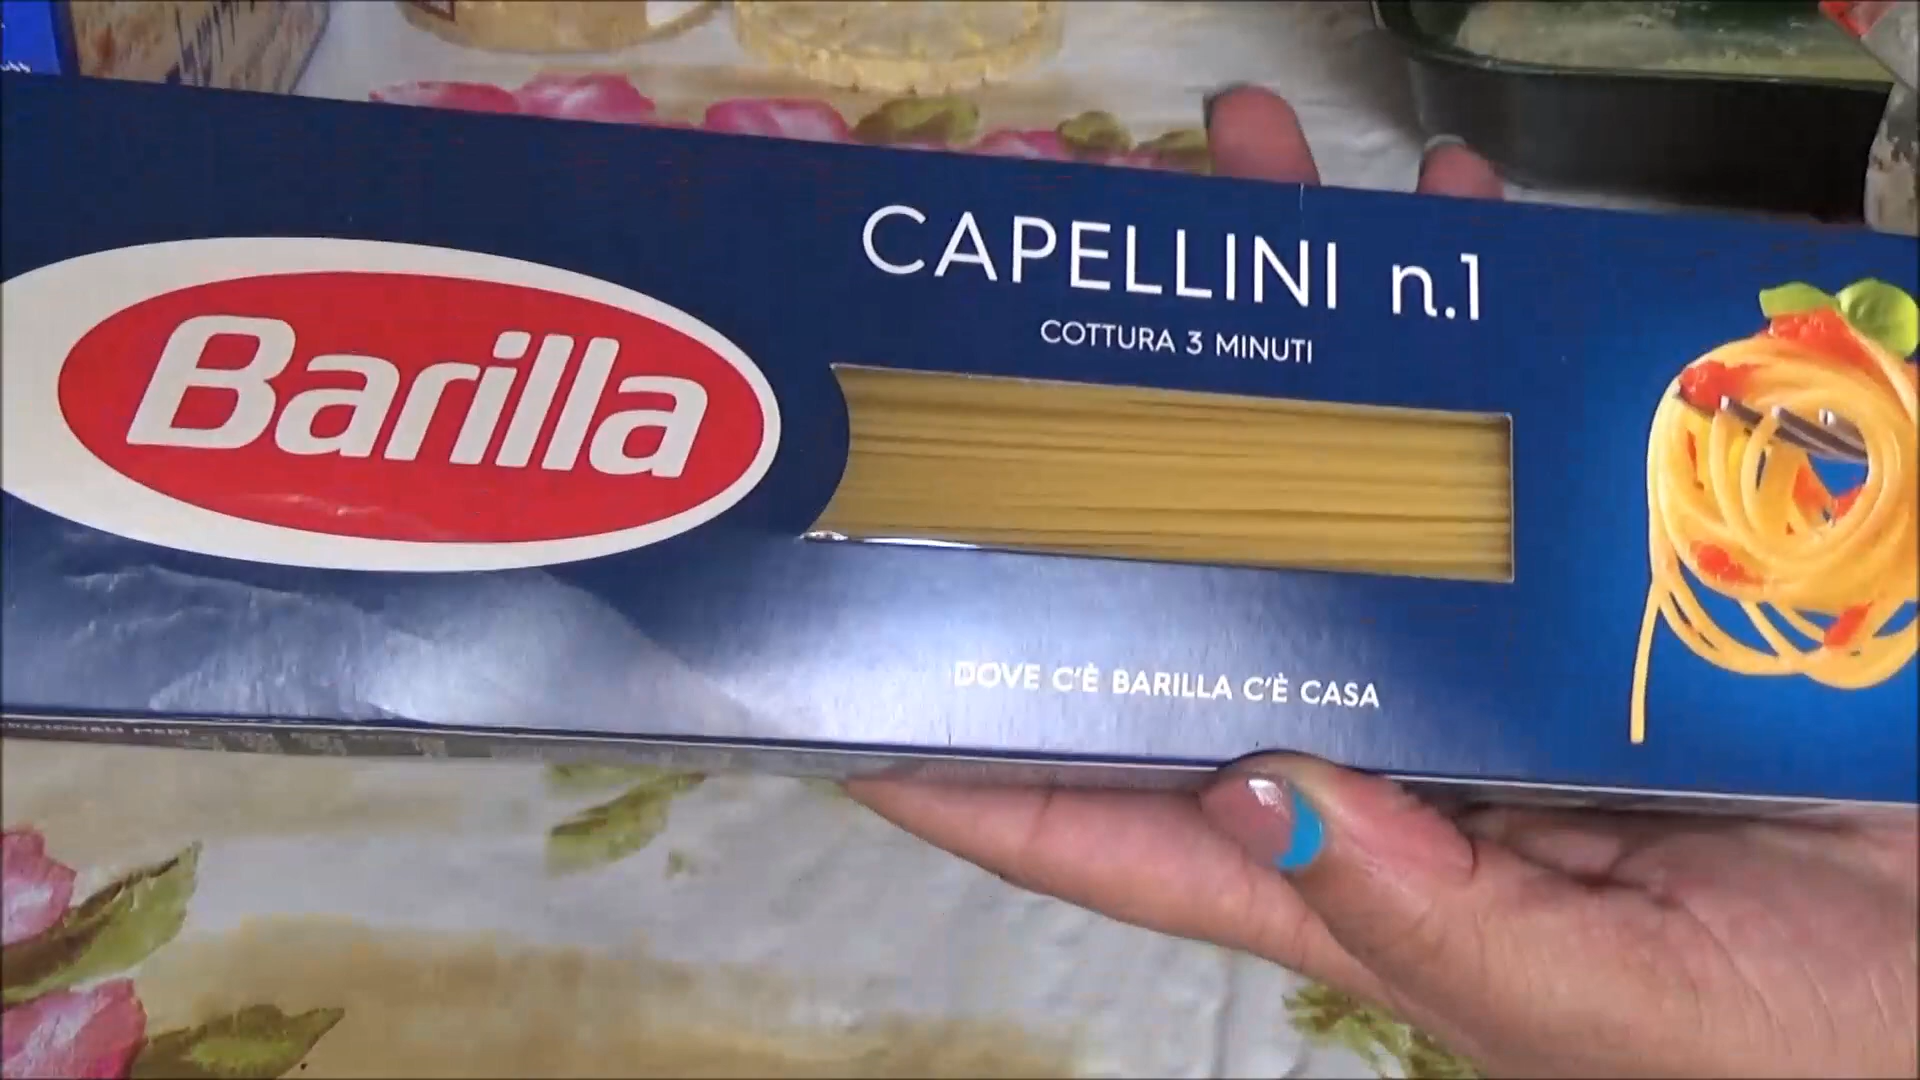 Barilla
CAPELLINI n.1
COTTURA 3 MINUTI
DOVE C'È BARILLA C'È CASA